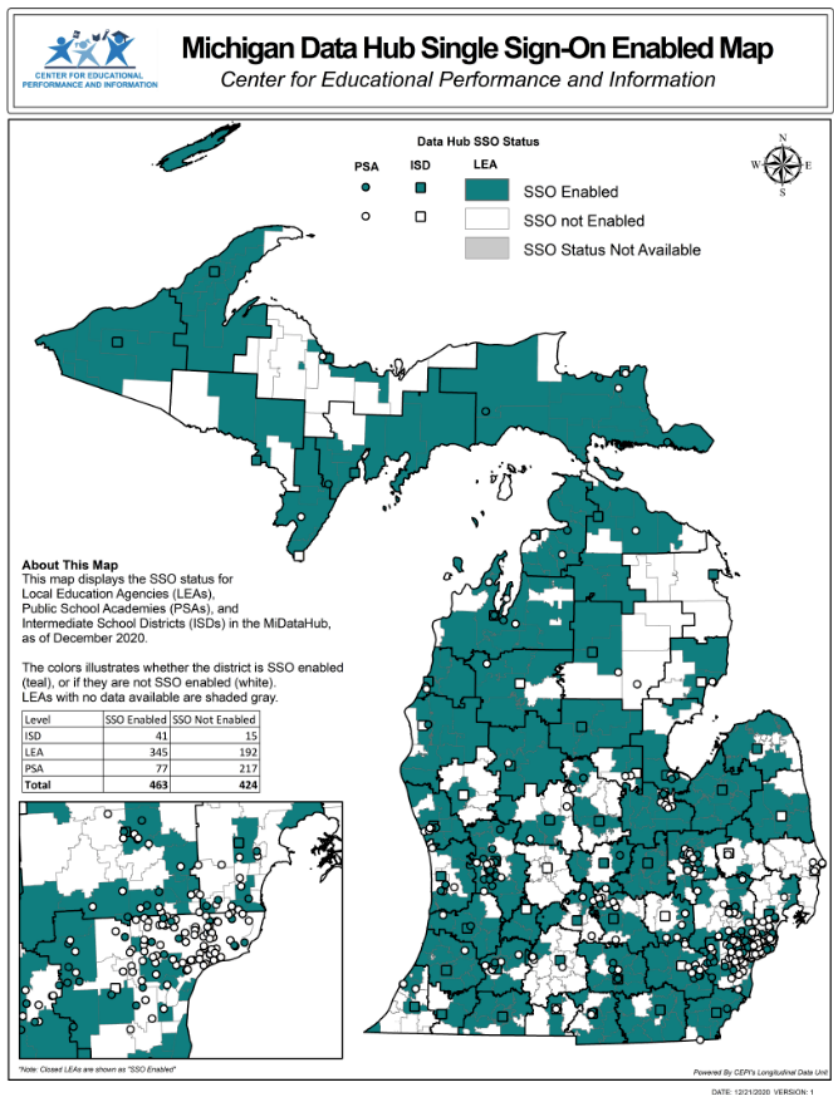 CENTER FOR EDUCATIONAL
PERFORMANCE AND INFORMATION
Michigan Data Hub Single Sign-On Enabled Map
Center for Educational Performance and Information
Data Hub SSO Status
PSA ISD LEA
SSO Enabled
SSO not Enabled
SSO Status Not Available
N
W E
S
About This Map
This map displays the SSO status for
Local Education Agencies (LEAs),
Public School Academies (PSAs), and
Intermediate School Districts (ISDs) in the MiDataHub,
as of December 2020.
The colors illustrates whether the district is SSO enabled
(teal), or if they are not SSO enabled (white).
LEAs with no data available are shaded gray.
Level SSO Enabled SSO Not Enabled
ISD 41 15
LEA 345 192
PSA 77 217
Total 463 424
*Note: Closed LEAs are shown as "SSO Enabled"
Powered By CEPI's Longitudinal Data Unit
DATE: 12/21/2020 VERSION: 1